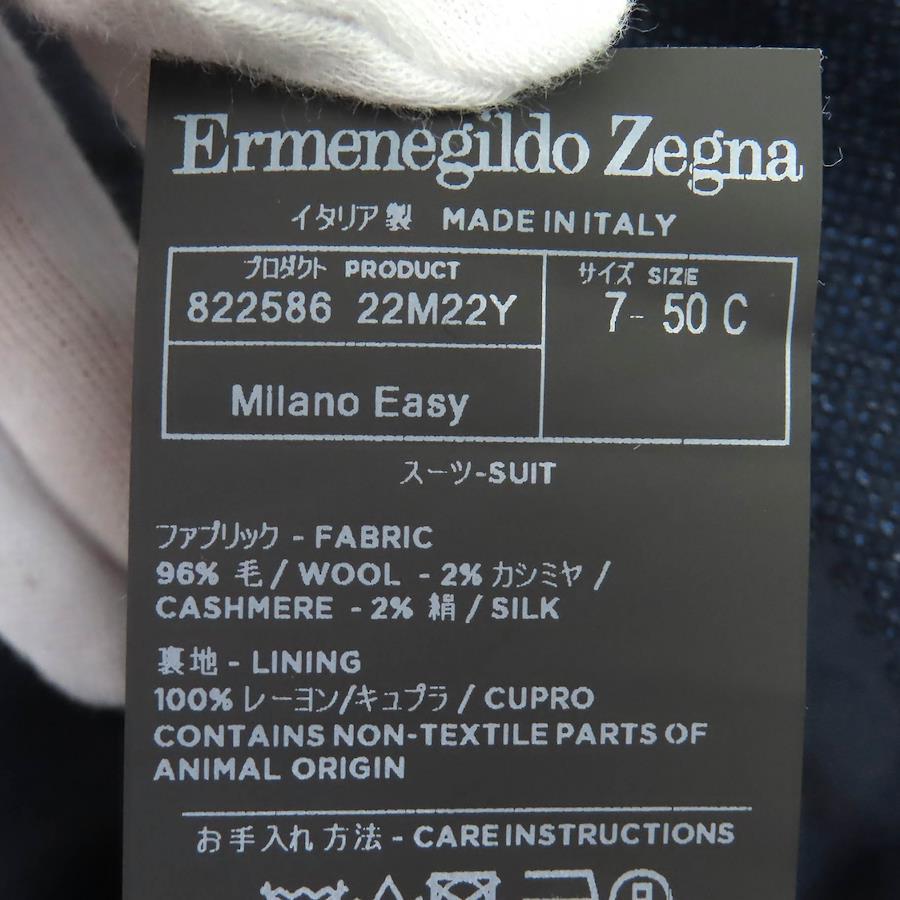 Ermenegildo Zegna
イタリア製 MADE IN ITALY
プロダクト PRODUCT
822586 22M22Y
サイズ SIZE
7- 50 C
Milano Easy
スーツ-SUIT
ファブリック - FABRIC
96% 毛 / WOOL - 2% カシミヤ /
CASHMERE - 2% 絹 / SILK
裏地 - LINING
100% レーヨン/キュプラ / CUPRO
CONTAINS NON-TEXTILE PARTS OF
ANIMAL ORIGIN
お手入れ方法 - CARE INSTRUCTIONS